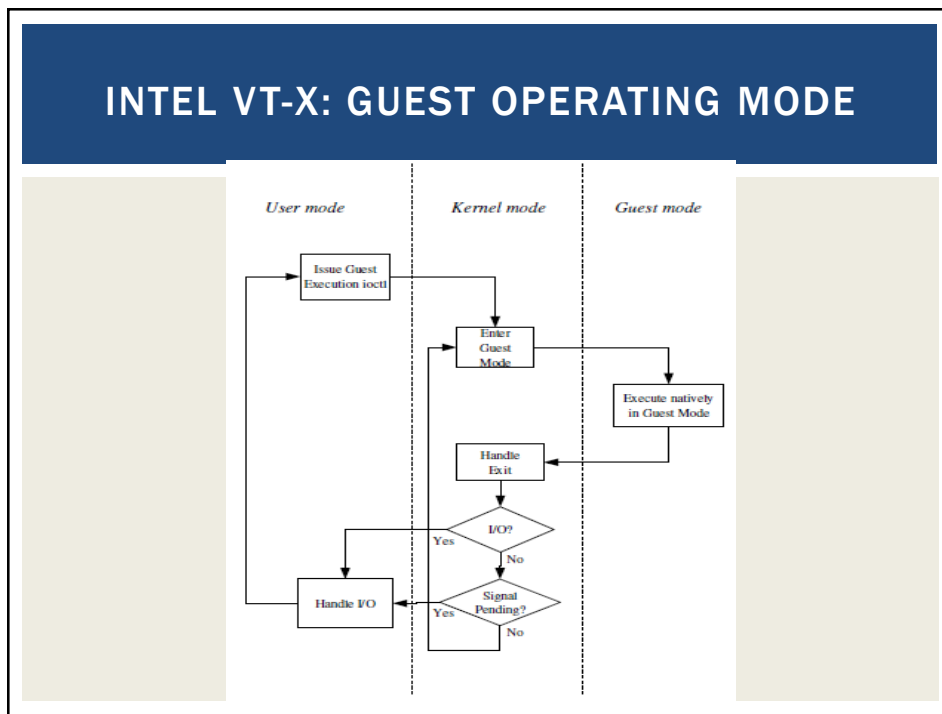 INTEL VT-X: GUEST OPERATING MODE
User mode
Kernel mode
Guest mode
Issue Guest
Execution ioctl
Enter
Guest
Mode
Execute natively
in Guest Mode
Handle
Exit
I/O?
Yes
No
Handle I/O
Signal
Pending?
Yes
No